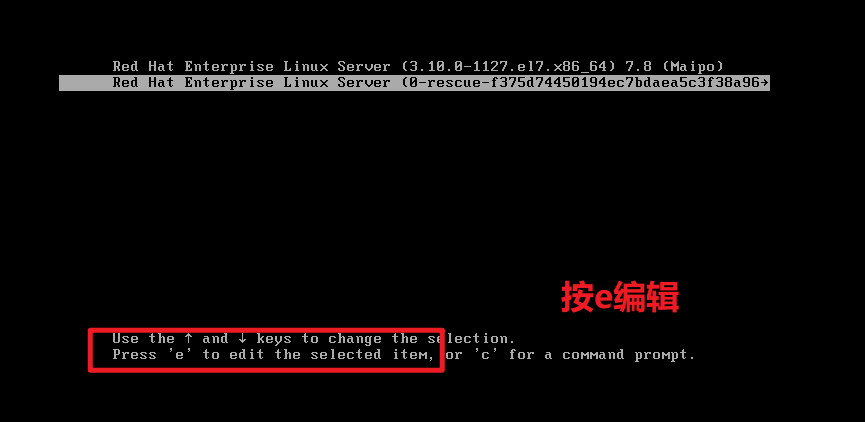 Red Hat Enterprise Linux Server (3.10.0-1127.el7.x86_64) 7.8 (Maipo)
Red Hat Enterprise Linux Server (0-rescue-f375d74450194ec7bdaea5c3f38a96→
按e编辑
Use the ↑ and ↓ keys to change the selection.
Press 'e' to edit the selected item, or 'c' for a command prompt.